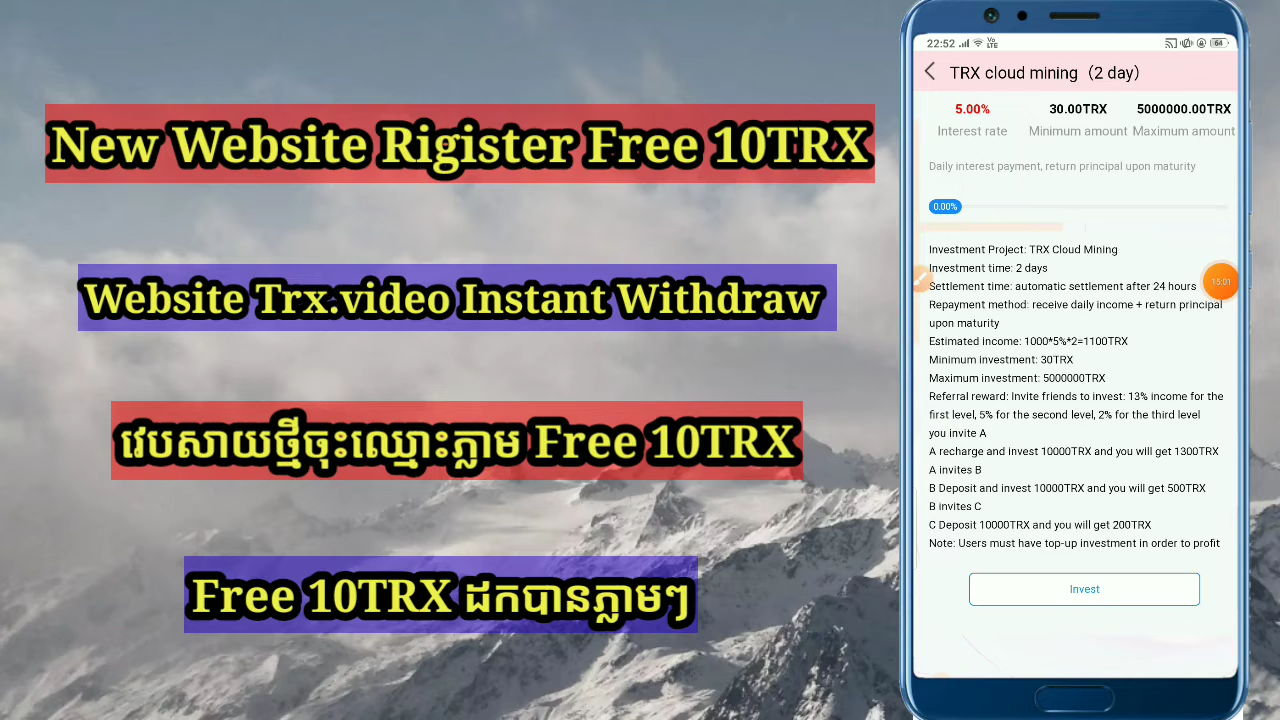 New Website Rigister Free 10TRX
Website Trx.video Instant Withdraw
វេបសាយថ្មីចុះឈ្មោះភ្លាម Free 10TRX
Free 10TRX ដកបានភ្លាមៗ
22:52 Vo LTE 64
TRX cloud mining（2 day）
5.00% 30.00TRX 5000000.00TRX
Interest rate Minimum amount Maximum amount
Daily interest payment, return principal upon maturity
0.00%
Investment Project: TRX Cloud Mining
Investment time: 2 days
Settlement time: automatic settlement after 24 hours
15:01
Repayment method: receive daily income + return principal
upon maturity
Estimated income: 1000*5%*2=1100TRX
Minimum investment: 30TRX
Maximum investment: 5000000TRX
Referral reward: Invite friends to invest: 13% income for the
first level, 5% for the second level, 2% for the third level
you invite A
A recharge and invest 10000TRX and you will get 1300TRX
A invites B
B Deposit and invest 10000TRX and you will get 500TRX
B invites C
C Deposit 10000TRX and you will get 200TRX
Note: Users must have top-up investment in order to profit
Invest